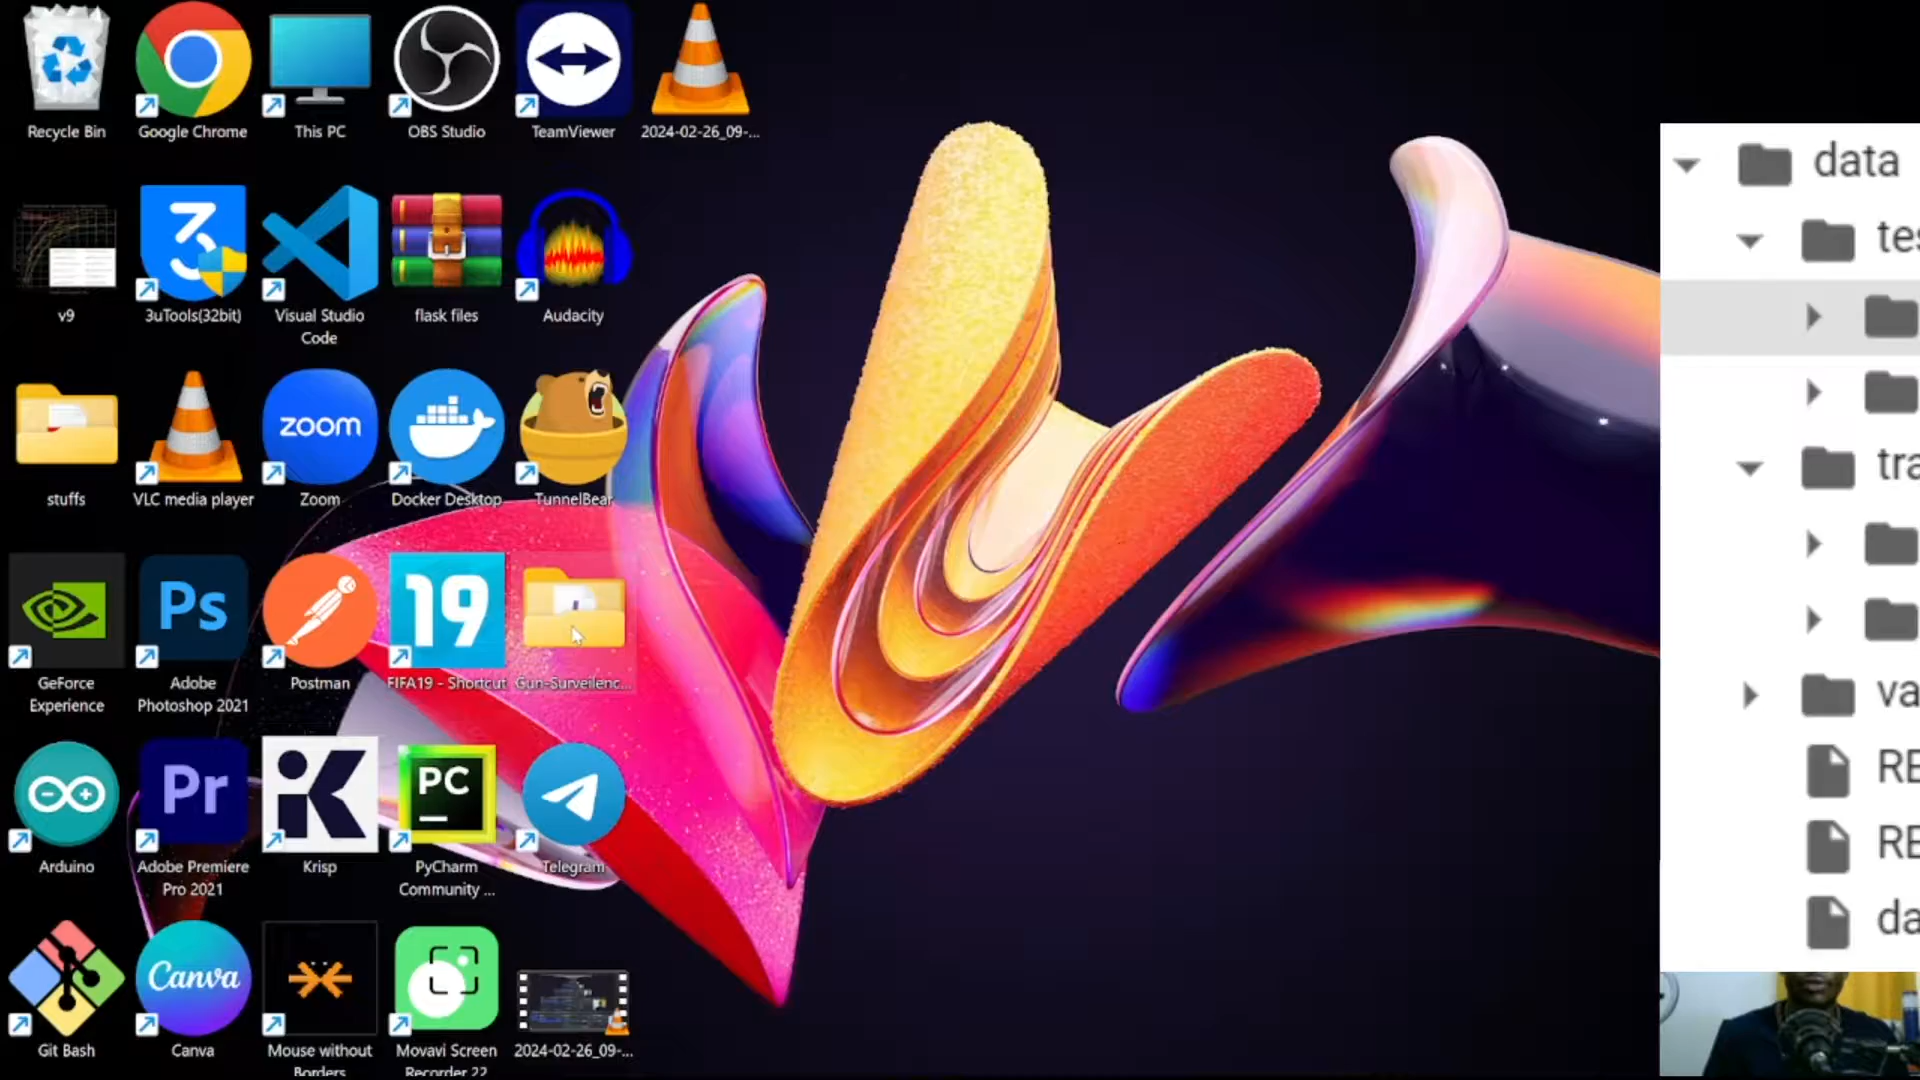 Recycle Bin
Google Chrome
This PC
OBS Studio
TeamViewer
2024-02-26_09-...
v9
3
3uTools(32bit)
Visual Studio
Code
flask files
Audacity
stuffs
VLC media player
zoom
Zoom
Docker Desktop
TunnelBear
GeForce
Experience
Ps
Adobe
Photoshop 2021
Postman
19
FIFA19 - Shortcut
Gun-Surveilenc...
Arduino
Pr
Adobe Premiere
Pro 2021
Krisp
PC
PyCharm
Community ...
Telegram
Git Bash
Canva
Canva
Mouse without
Borders
Movavi Screen
Recorder 22
2024-02-26_09-...
data
tes
tra
va
RE
RE
da